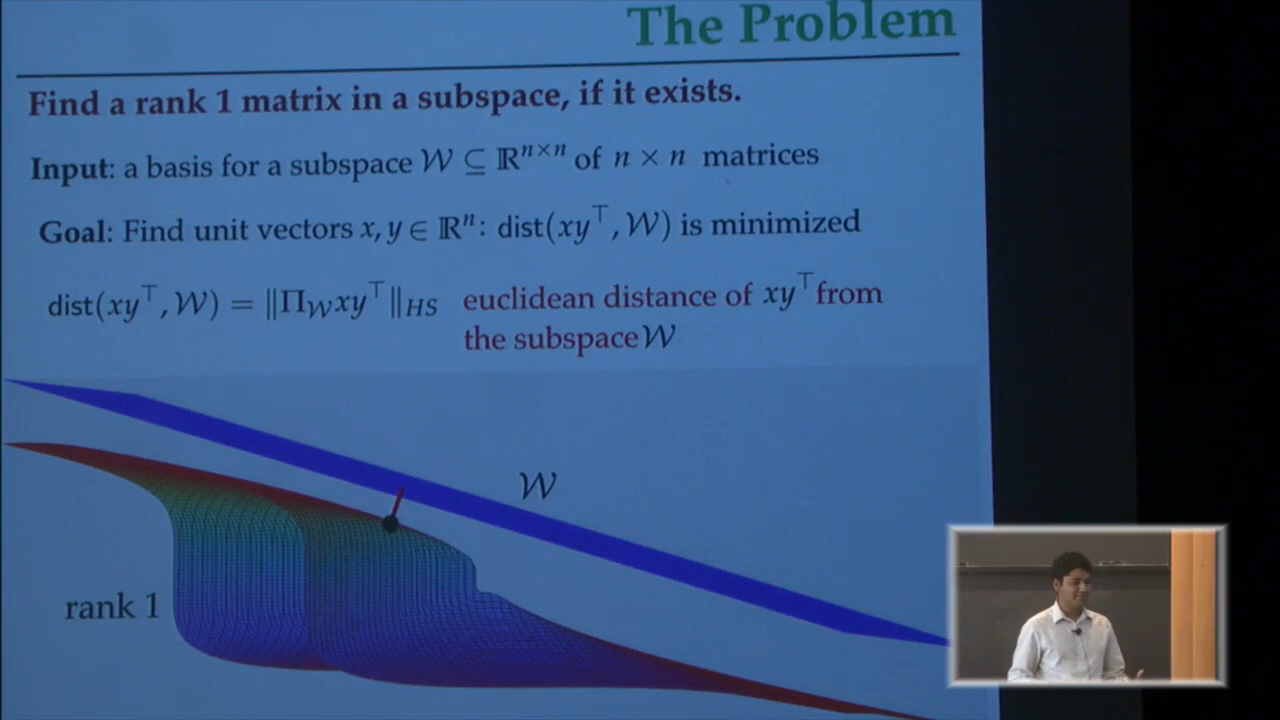 The Problem
Find a rank 1 matrix in a subspace, if it exists.
Input: a basis for a subspace 𝒲 ⊆ ℝⁿˣⁿ of n × n matrices
Goal: Find unit vectors x, y ∈ ℝⁿ: dist(xy⊤, 𝒲) is minimized
dist(xy⊤, 𝒲) = ‖Π_𝒲 xy⊤‖_HS euclidean distance of xy⊤ from
the subspace 𝒲
𝒲
rank 1